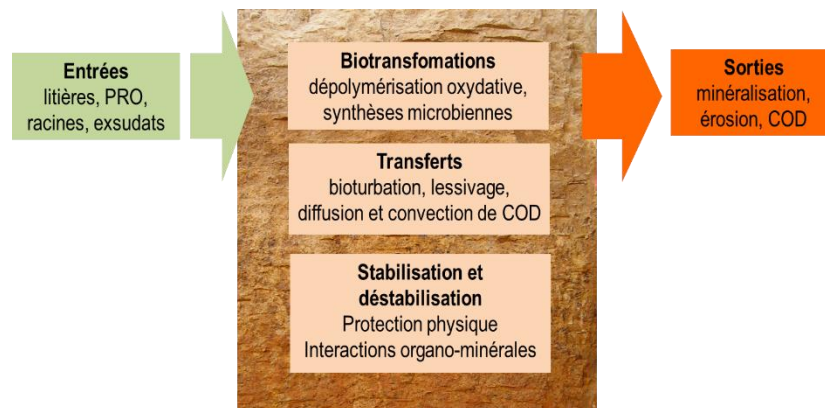 Entrées
litières, PRO,
racines, exsudats
Biotransfomations
dépolymérisation oxydative,
synthèses microbiennes
Transferts
bioturbation, lessivage,
diffusion et convection de COD
Stabilisation et
déstabilisation
Protection physique
Interactions organo-minérales
Sorties
minéralisation,
érosion, COD